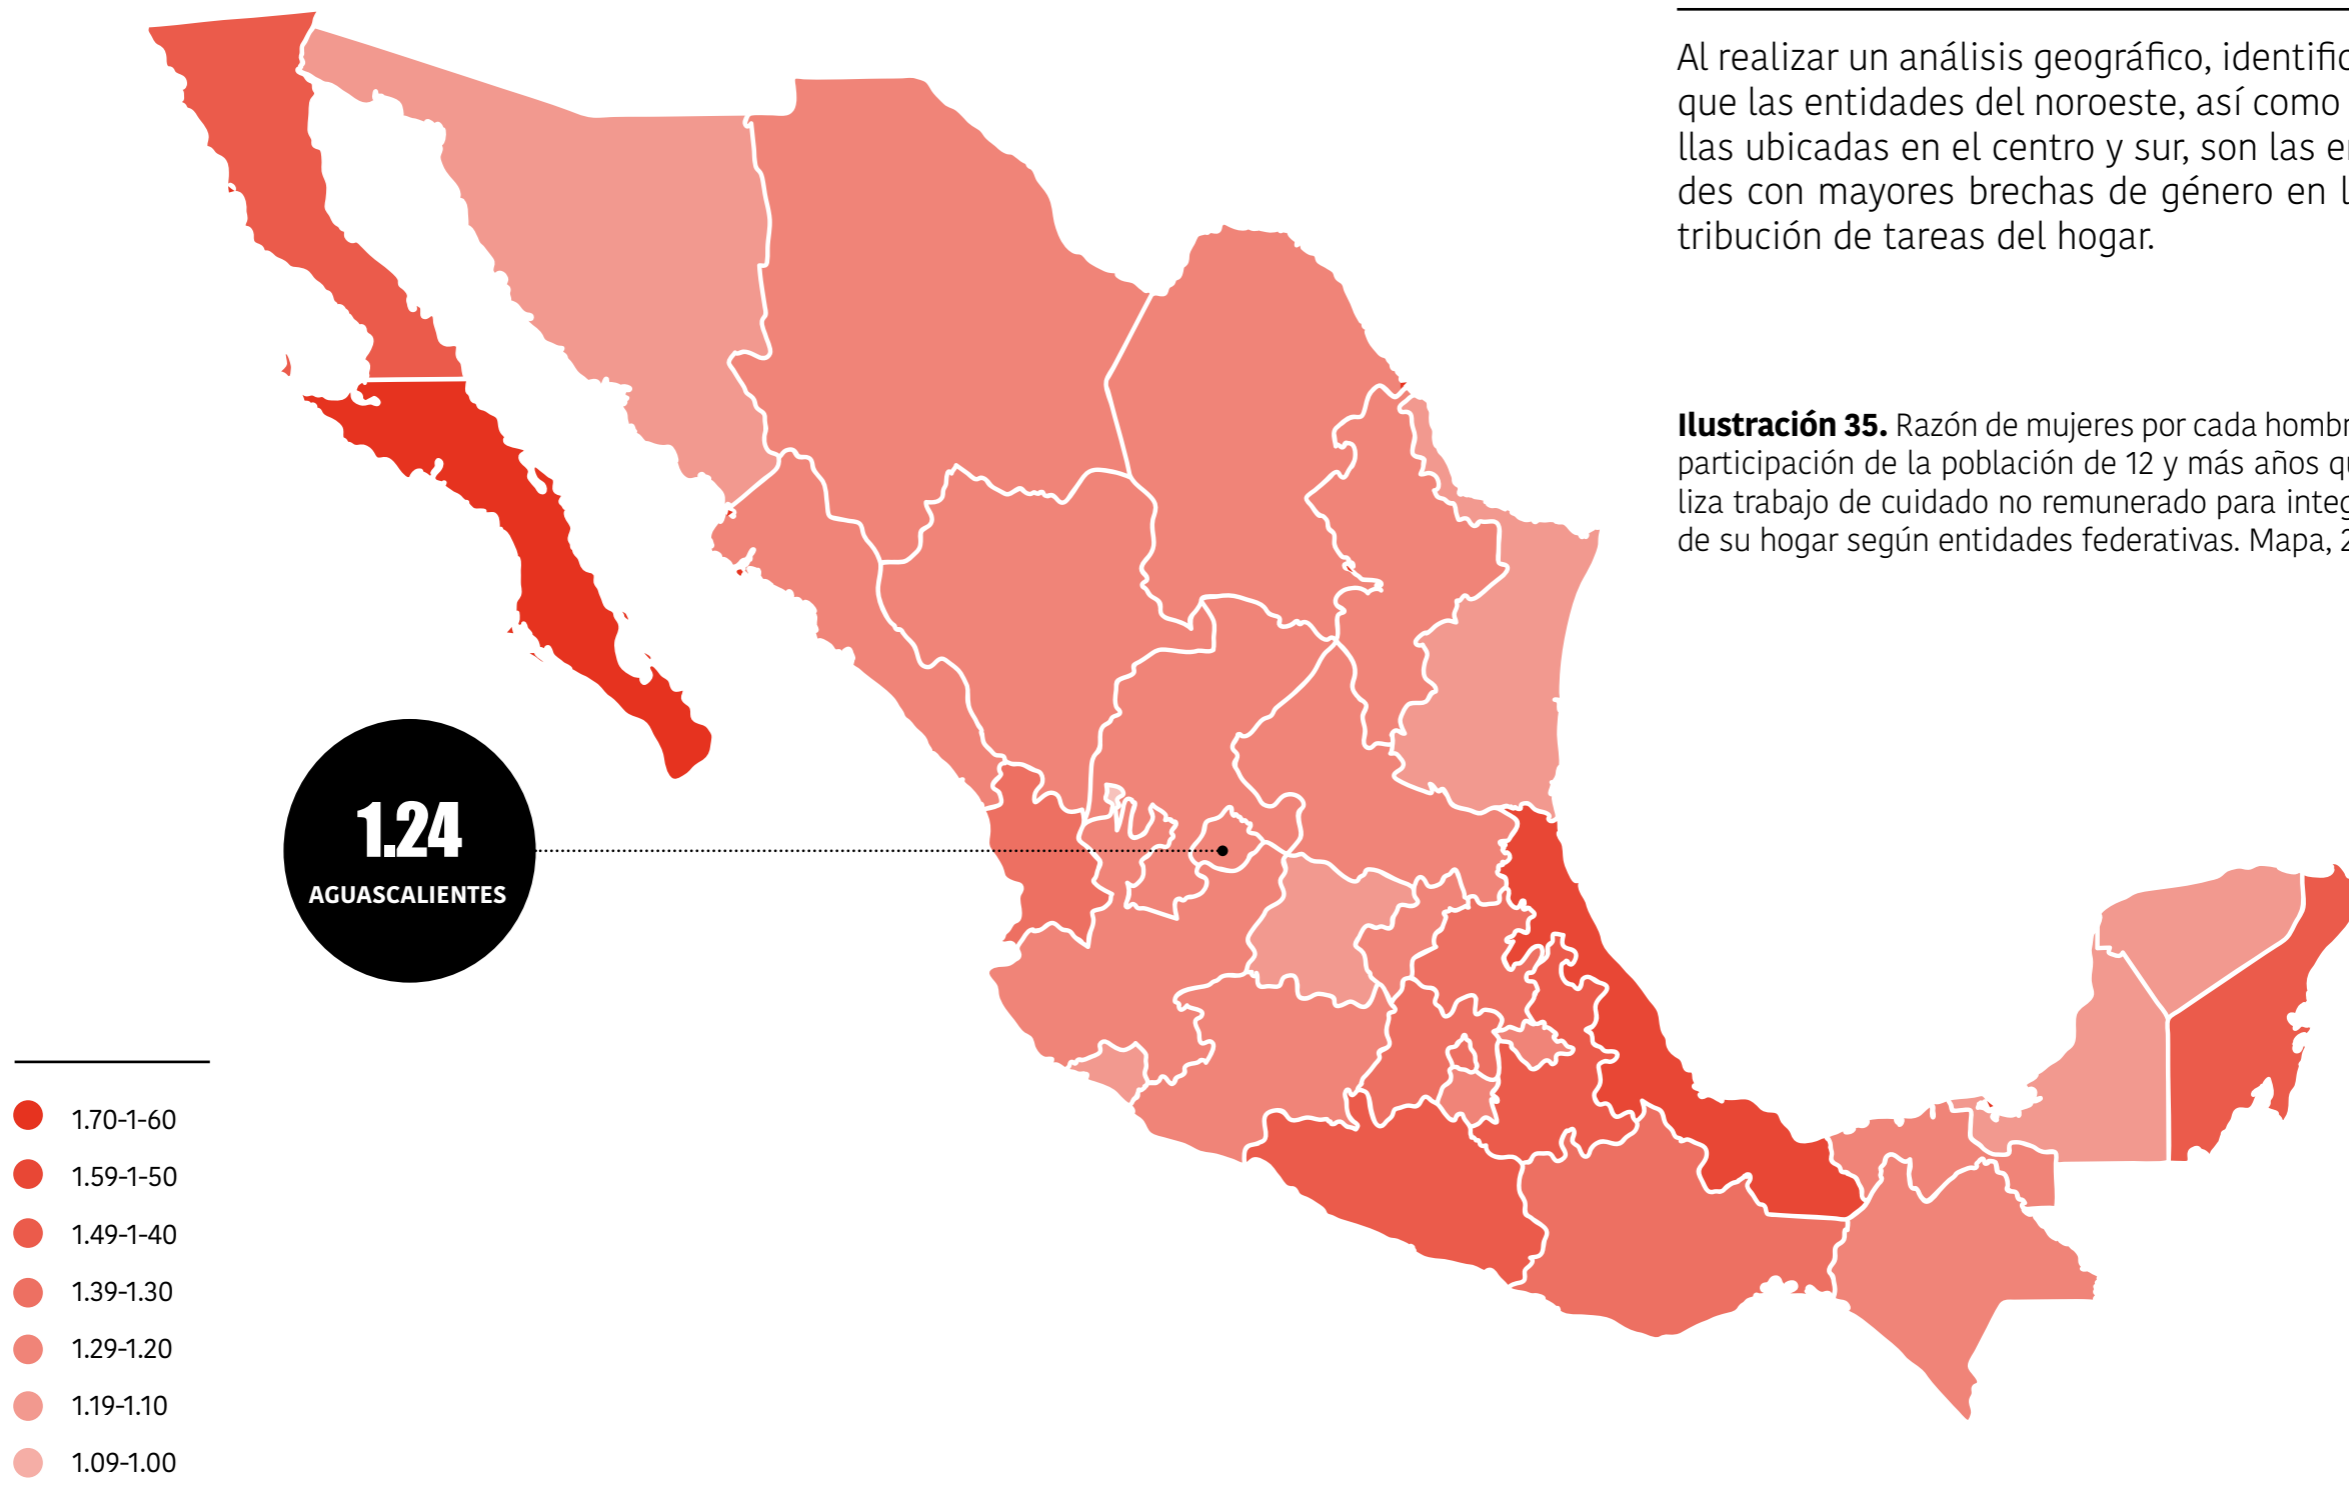 Al realizar un análisis geográfico, identific
que las entidades del noroeste, así como
llas ubicadas en el centro y sur, son las e
des con mayores brechas de género en l
tribución de tareas del hogar.
Ilustración 35. Razón de mujeres por cada hombr
participación de la población de 12 y más años qu
liza trabajo de cuidado no remunerado para integ
de su hogar según entidades federativas. Mapa, 2
1.24
AGUASCALIENTES
1.70-1-60
1.59-1-50
1.49-1-40
1.39-1.30
1.29-1.20
1.19-1.10
1.09-1.00